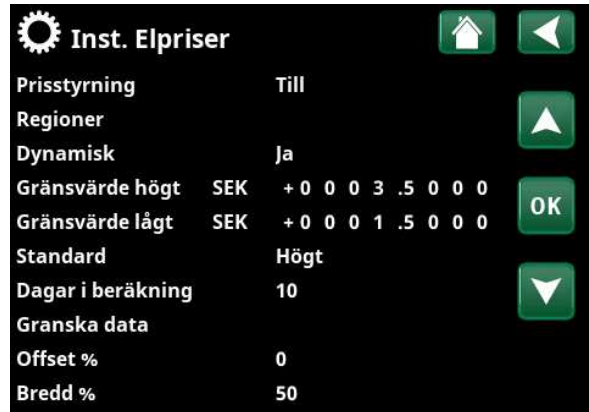 Inst. Elpriser
Prisstyrning Till
Regioner
Dynamisk Ja
Gränsvärde högt SEK +0 0 0 3 .5 0 0 0
OK
Gränsvärde lågt SEK +0 0 0 1 .5 0 0 0
Standard Högt
Dagar i beräkning 10
Granska data
Offset % 0
Bredd % 50